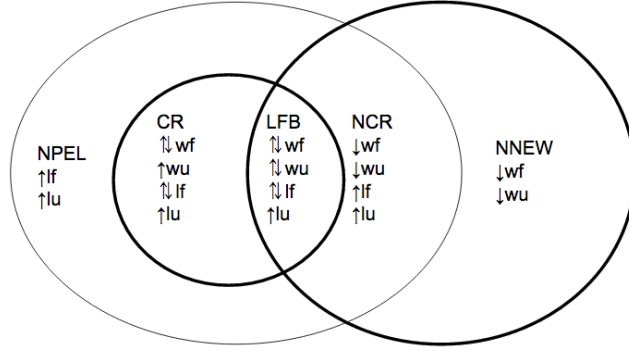 NPEL
↑lf
↑lu
CR
⇅wf
↑wu
⇅lf
↑lu
LFB
⇅wf
⇅wu
⇅lf
↑lu
NCR
↓wf
↓wu
↑lf
↑lu
NNEW
↓wf
↓wu